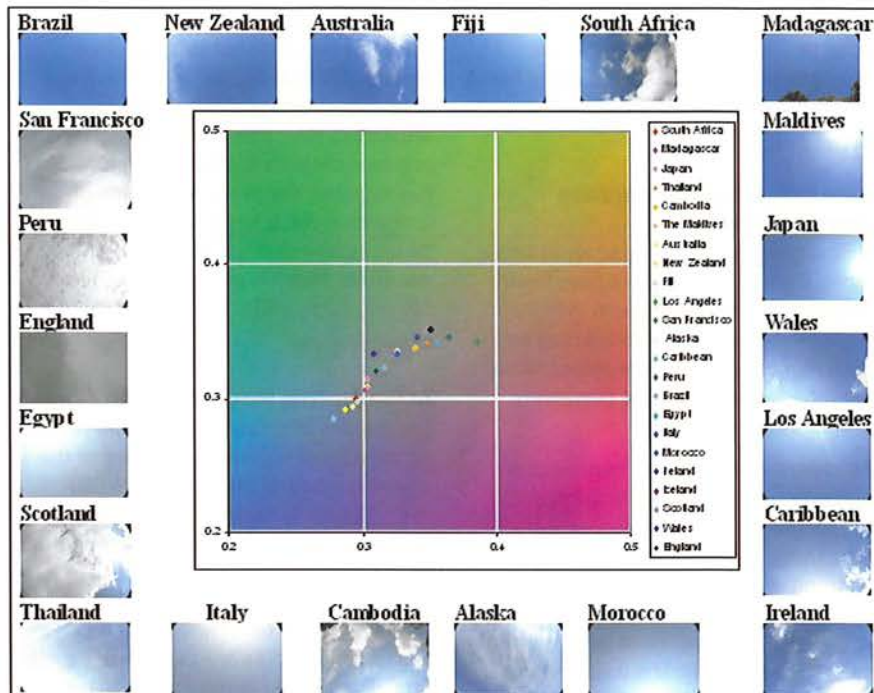 Brazil New Zealand Australia Fiji South Africa Madagascar
San Francisco
Maldives
Peru
Japan
England
Wales
Egypt
Los Angeles
Scotland
Caribbean
Thailand Italy Cambodia Alaska Morocco Ireland
0.5
0.4
0.3
0.2
0.2 0.3 0.4 0.5
South Africa
Madagascar
Japan
Thailand
Cambodia
The Maldives
Australia
New Zealand
Fiji
Los Angeles
San Francisco
Alaska
Caribbean
Peru
Brazil
Egypt
Italy
Morocco
Ireland
Iceland
Scotland
Wales
England